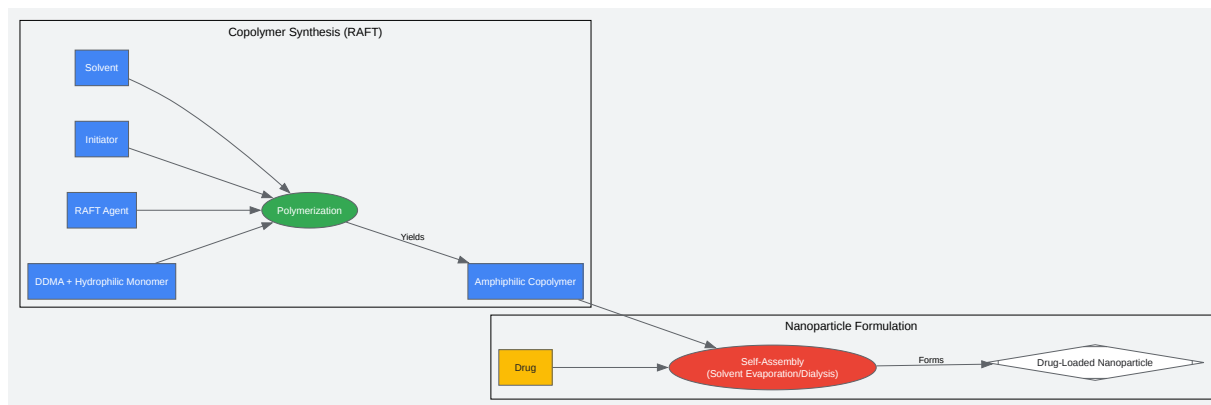 Copolymer Synthesis (RAFT)
Solvent
Initiator
RAFT Agent
Polymerization
Yields
DDMA + Hydrophilic Monomer
Amphiphilic Copolymer
Nanoparticle Formulation
Drug
Self-Assembly
(Solvent Evaporation/Dialysis)
Forms
Drug-Loaded Nanoparticle